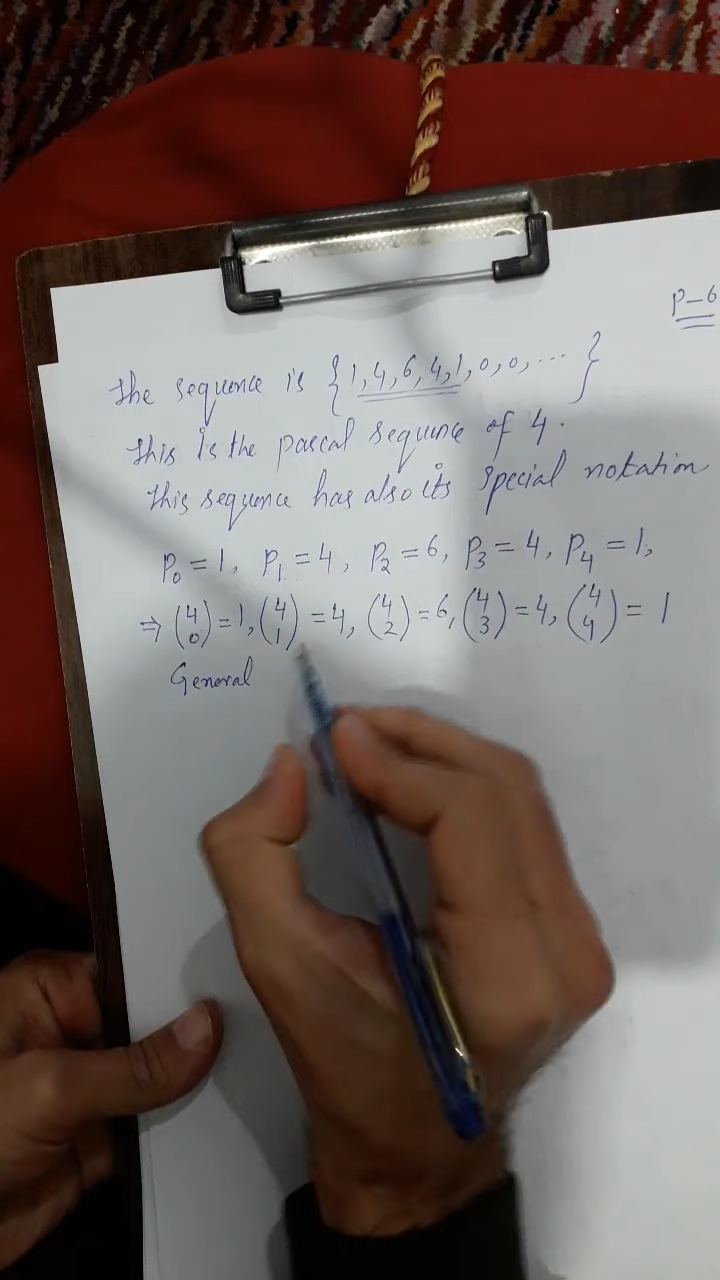 P-6
The sequence is {1,4,6,4,1,0,0,...}
This is the pascal sequence of 4.
This sequence has also its special notation
P₀ = 1, P₁ = 4, P₂ = 6, P₃ = 4, P₄ = 1,
⇒ (4 0) = 1, (4 1) = 4, (4 2) = 6, (4 3) = 4, (4 4) = 1
General